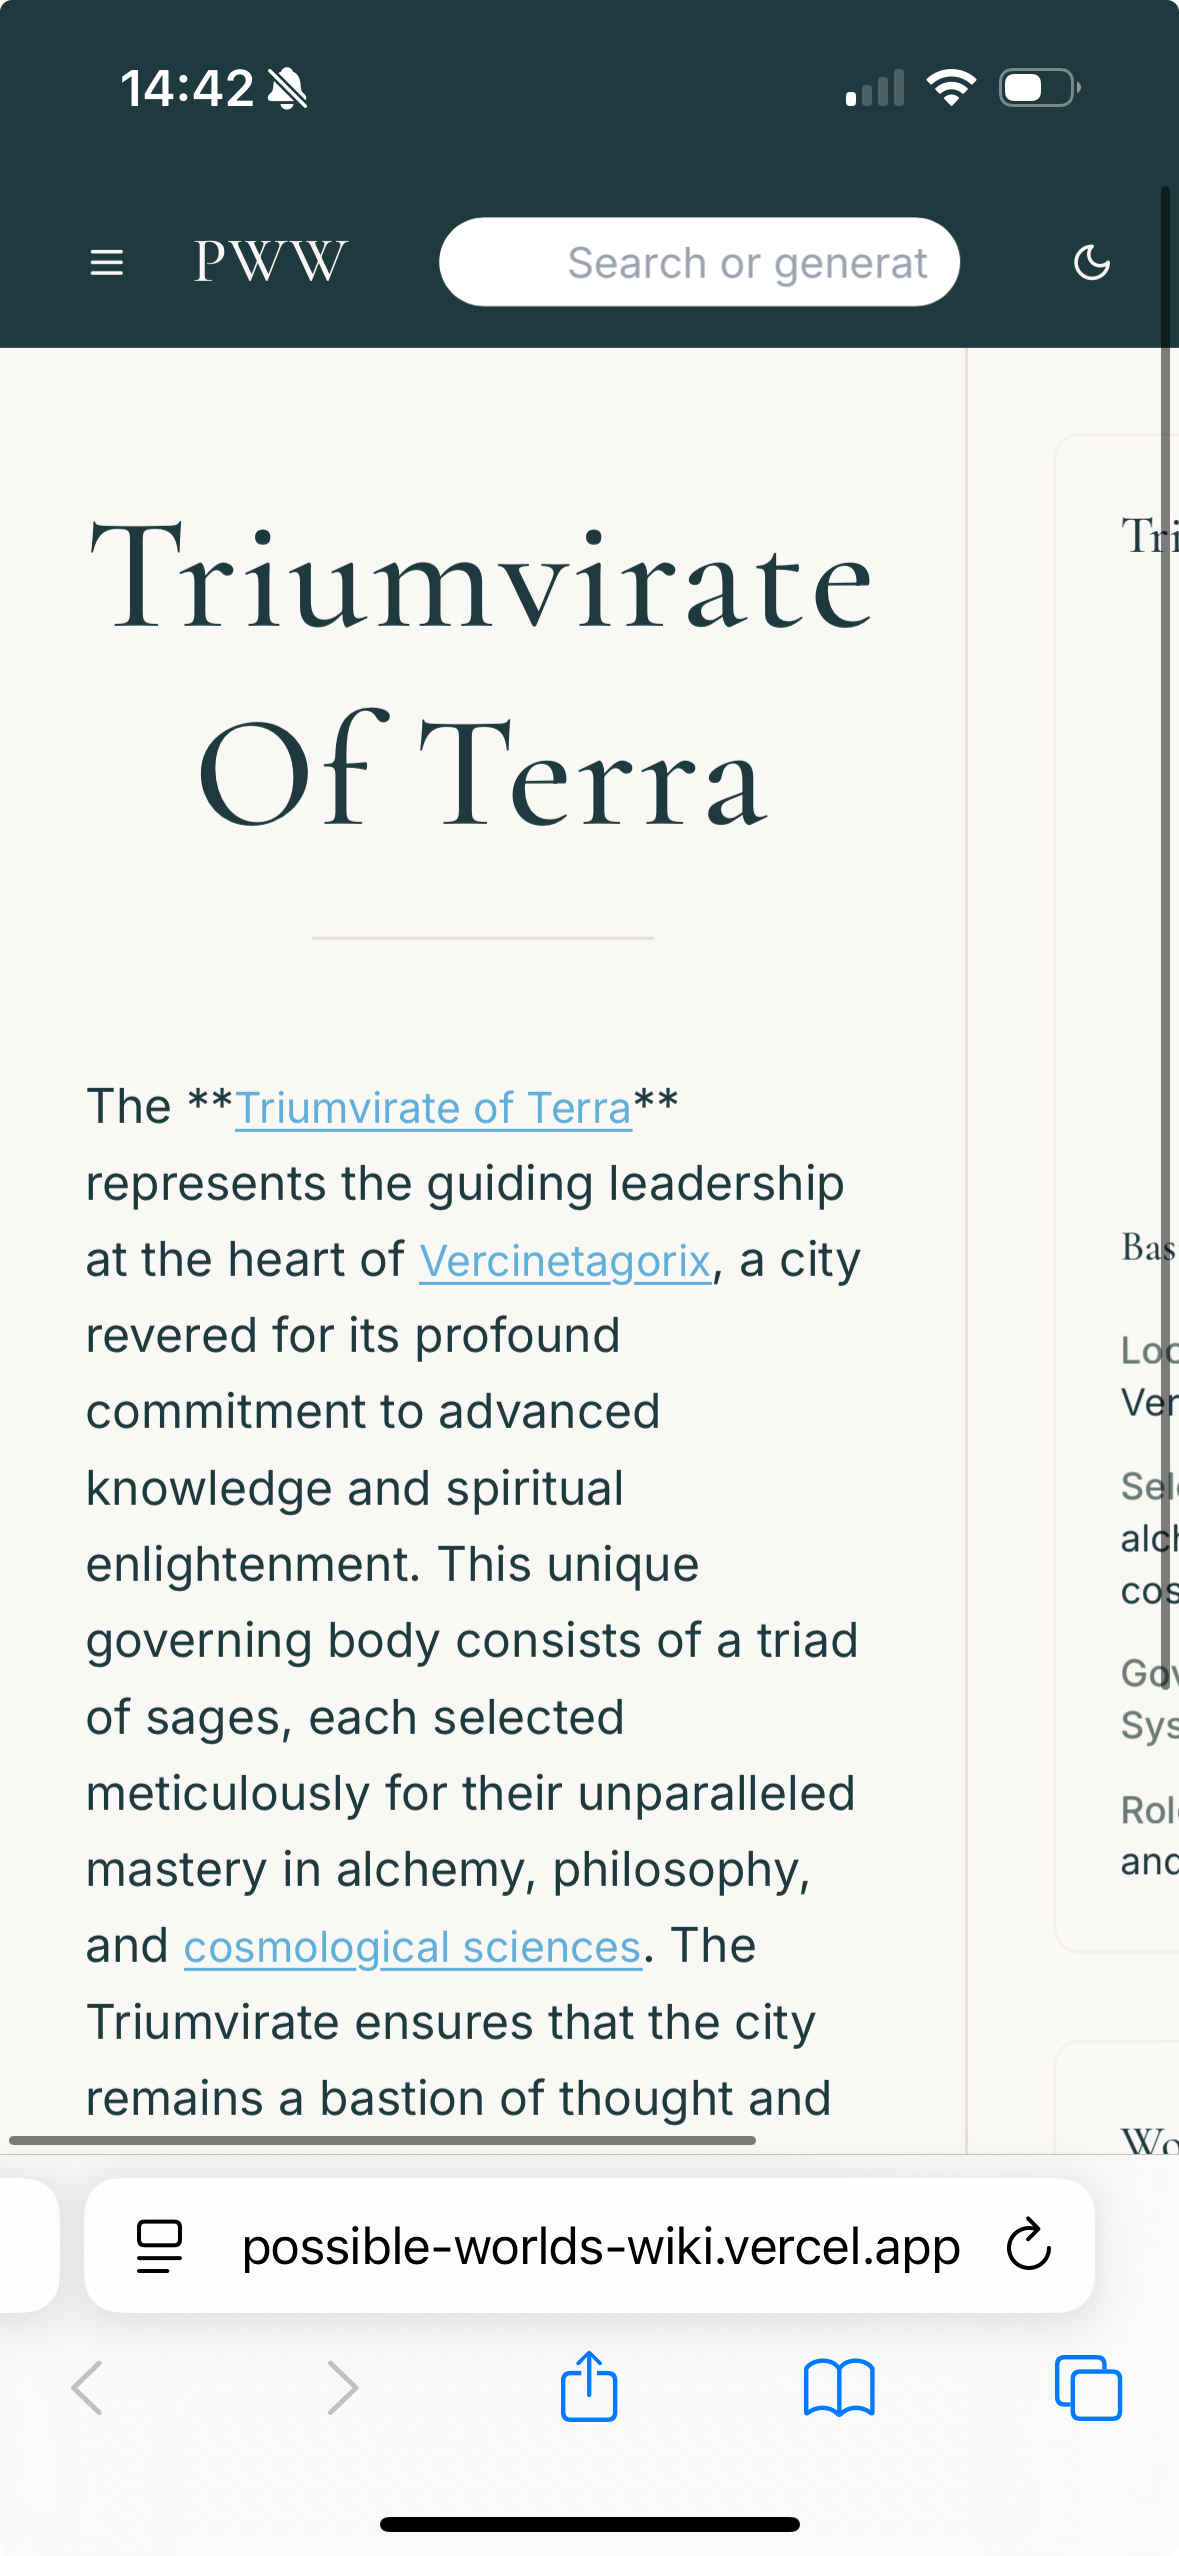 14:42
PWW
Search or generat
Triumvirate
Of Terra
The **Triumvirate of Terra**
represents the guiding leadership
at the heart of Vercinetagorix, a city
revered for its profound
commitment to advanced
knowledge and spiritual
enlightenment. This unique
governing body consists of a triad
of sages, each selected
meticulously for their unparalleled
mastery in alchemy, philosophy,
and cosmological sciences. The
Triumvirate ensures that the city
remains a bastion of thought and
Tri
Bas
Loc
Ver
Sel
alch
cos
Gov
Sys
Rol
and
Wo
possible-worlds-wiki.vercel.app